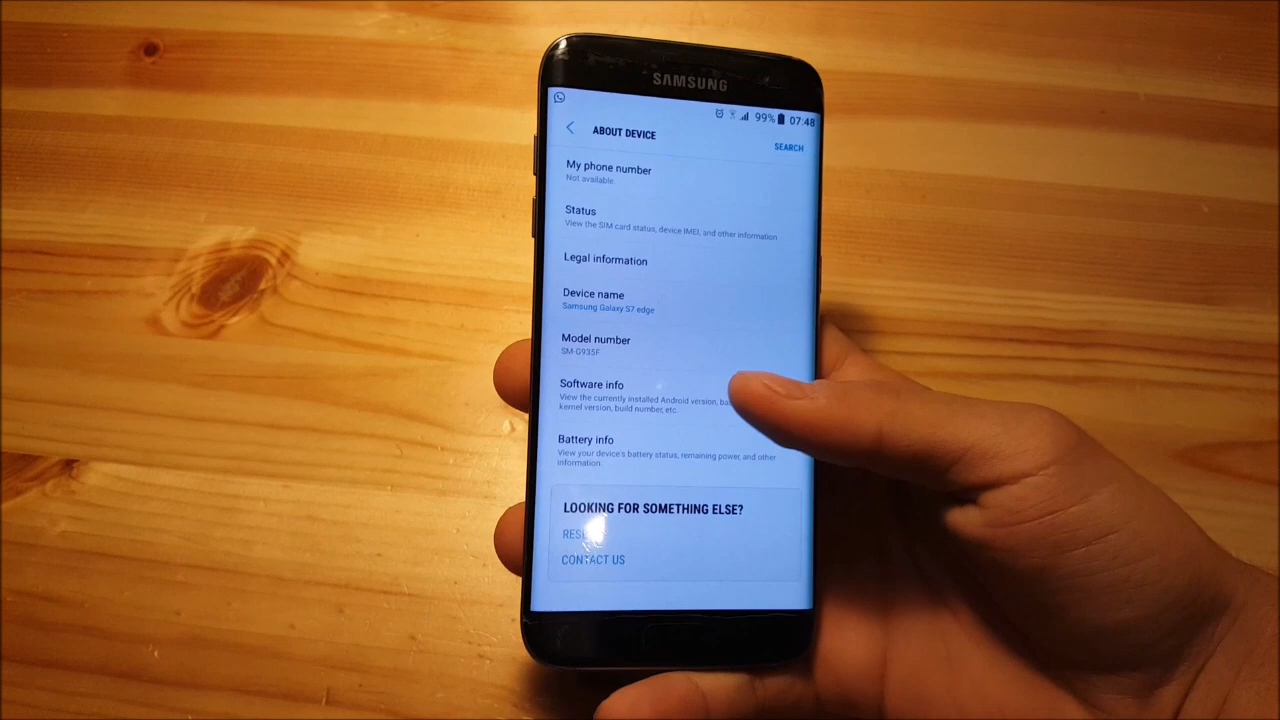 SAMSUNG
99% 07:48
ABOUT DEVICE
SEARCH
My phone number
Not available.
Status
View the SIM card status, device IMEI, and other information
Legal information
Device name
Samsung Galaxy S7 edge
Model number
SM-G935F
Software info
View the currently installed Android version,
kernel version, build number, etc.
Battery info
View your device's battery status, remaining power, and other
information.
LOOKING FOR SOMETHING ELSE?
CONTACT US